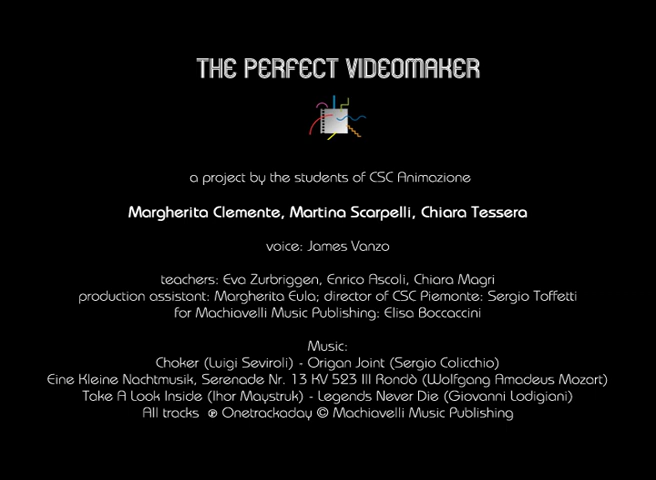 THE PERFECT VIDEOMAKER
a project by the students of CSC Animazione
Margherita Clemente, Martina Scarpelli, Chiara Tessera
voice: James Vanzo
teachers: Eva Zurbriggen, Enrico Ascoli, Chiara Magri
production assistant: Margherita Eula; director of CSC Piemonte: Sergio Toffetti
for Machiavelli Music Publishing: Elisa Boccaccini
Music:
Choker (Luigi Seviroli) - Origan Joint (Sergio Colicchio)
Eine Kleine Nachtmusik, Serenade Nr. 13 KV 523 III Rondò (Wolfgang Amadeus Mozart)
Take A Look Inside (Ihor Maystruk) - Legends Never Die (Giovanni Lodigiani)
All tracks ℗ Onetrackaday © Machiavelli Music Publishing